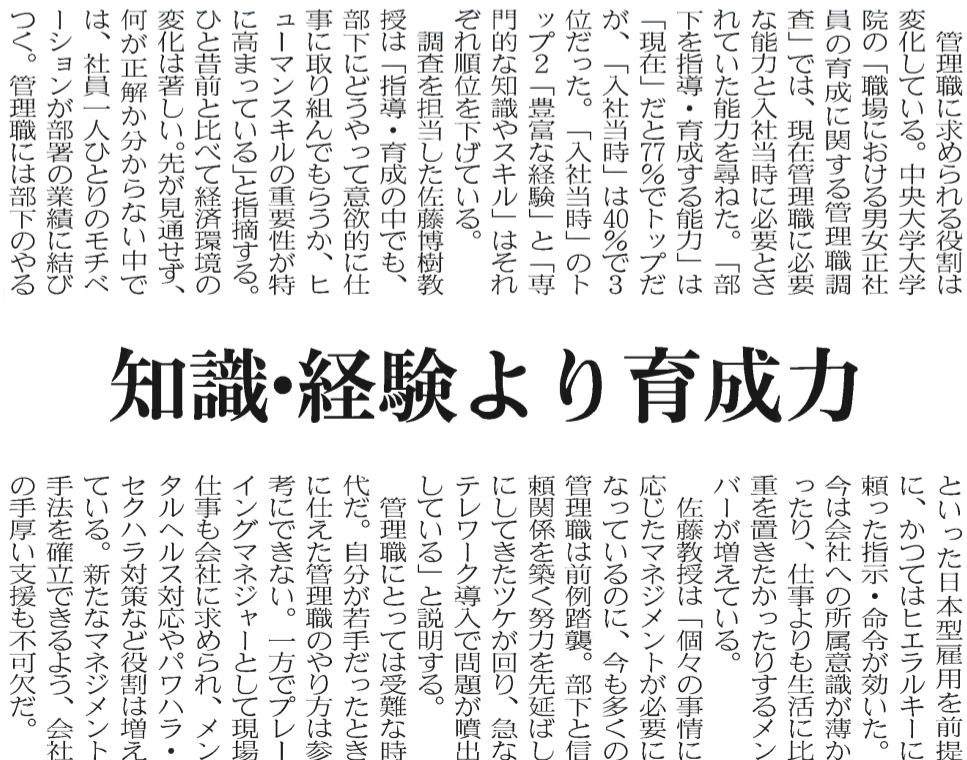 管理職に求められる役割は
変化している。中央大学大学
院の「職場における男女正社
員の育成に関する管理職調
査」では、現在管理職に必要
な能力と入社当時に必要とさ
れていた能力を尋ねた。「部
下を指導・育成する能力」は
「現在」だと77％でトップだ
が、「入社当時」は40％で3
位だった。「入社当時」のト
ップ2「豊富な経験」と「専
門的な知識やスキル」はそれ
ぞれ順位を下げている。
　調査を担当した佐藤博樹教
授は「指導・育成の中でも、
部下にどうやって意欲的に仕
事に取り組んでもらうか、ヒ
ューマンスキルの重要性が特
に高まっている」と指摘する。
ひと昔前と比べて経済環境の
変化は著しい。先が見通せず、
何が正解か分からない中で
は、社員一人ひとりのモチベ
ーションが部署の業績に結び
つく。管理職には部下のやる
知識・経験より育成力
といった日本型雇用を前提
に、かつてはヒエラルキーに
頼った指示・命令が効いた。
今は会社への所属意識が薄か
ったり、仕事よりも生活に比
重を置きたかったりするメン
バーが増えている。
　佐藤教授は「個々の事情に
応じたマネジメントが必要に
なっているのに、今も多くの
管理職は前例踏襲。部下と信
頼関係を築く努力を先延ばし
にしてきたツケが回り、急な
テレワーク導入で問題が噴出
している」と説明する。
　管理職にとっては受難な時
代だ。自分が若手だったとき
に仕えた管理職のやり方は参
考にできない。一方でプレー
イングマネジャーとして現場
仕事も会社に求められ、メン
タルヘルス対応やパワハラ・
セクハラ対策など役割は増え
ている。新たなマネジメント
手法を確立できるよう、会社
の手厚い支援も不可欠だ。